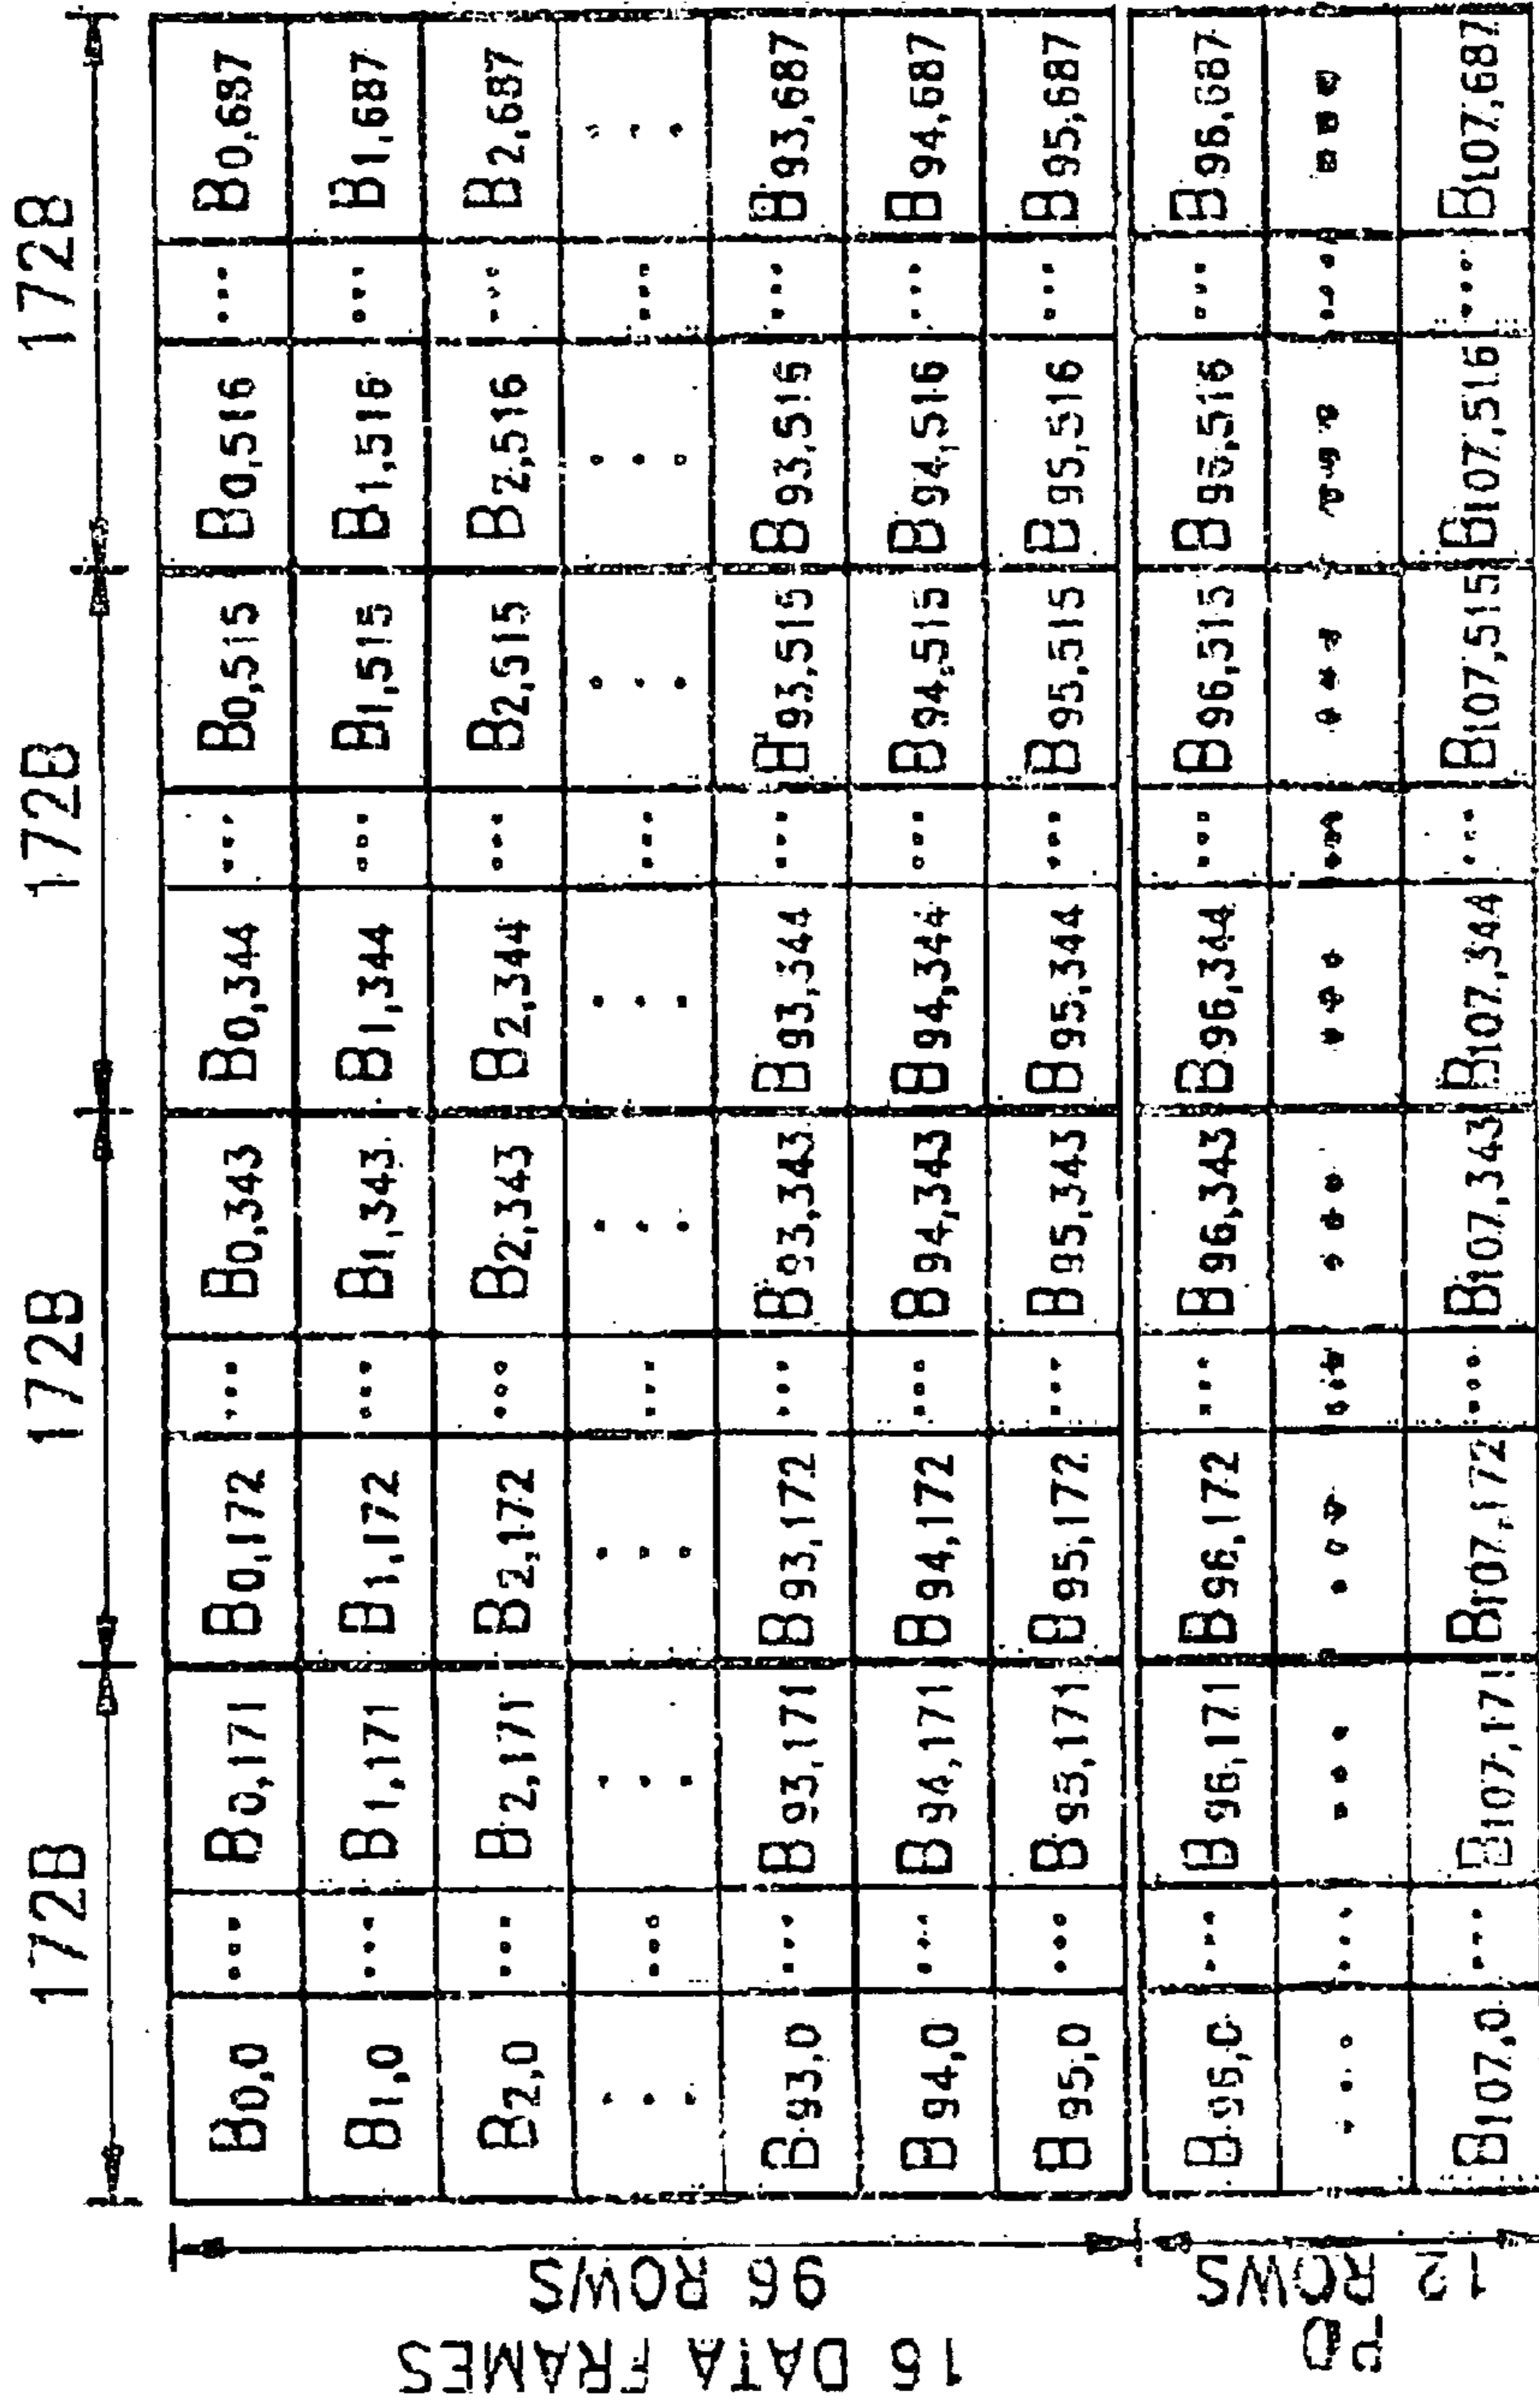 172B 172B 172B 172B
B0,0 ... B0,171 B0,172 ... B0,343 B0,344 ... B0,515 B0,516 ... B0,687
B1,0 ... B1,171 B1,172 ... B1,343 B1,344 ... B1,515 B1,516 ... B1,687
B2,0 ... B2,171 B2,172 ... B2,343 B2,344 ... B2,515 B2,516 ... B2,687
... ... ... ... ... ... ... ... ... ... ... ...
B93,0 ... B93,171 B93,172 ... B93,343 B93,344 ... B93,515 B93,516 ... B93,687
B94,0 ... B94,171 B94,172 ... B94,343 B94,344 ... B94,515 B94,516 ... B94,687
B95,0 ... B95,171 B95,172 ... B95,343 B95,344 ... B95,515 B95,516 ... B95,687
B96,0 ... B96,171 B96,172 ... B96,343 B96,344 ... B96,515 B96,516 ... B96,687
... ... ... ... ... ... ... ... ... ... ... ...
B107,0 ... B107,171 B107,172 ... B107,343 B107,344 ... B107,515 B107,516 ... B107,687
16 DATA FRAMES
96 ROWS
PO
12 ROWS